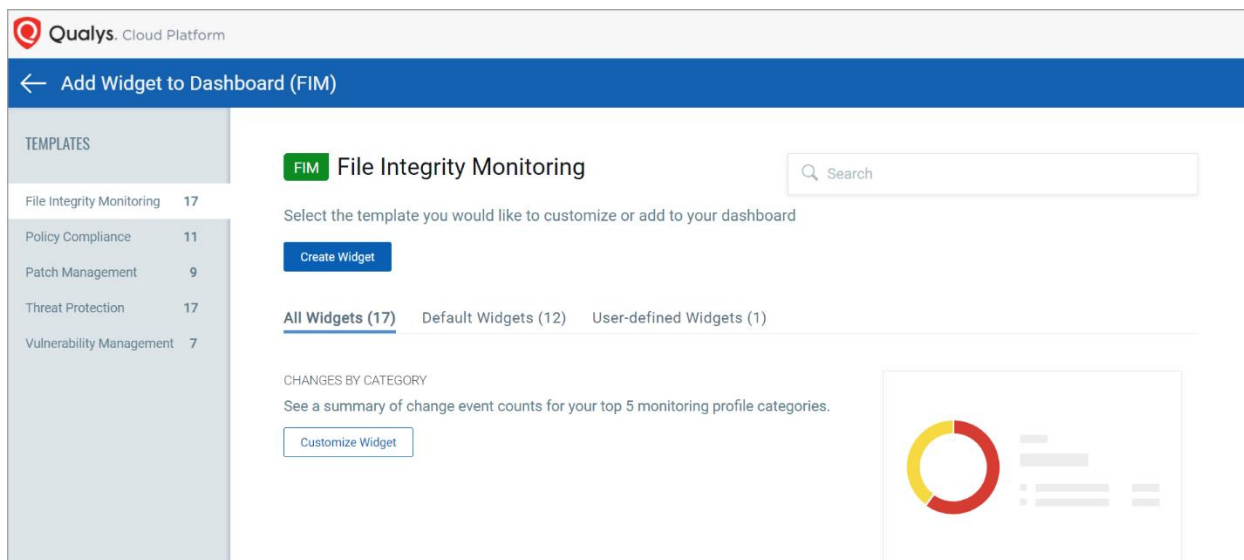 Qualys. Cloud Platform
Add Widget to Dashboard (FIM)
TEMPLATES
File Integrity Monitoring 17
Policy Compliance 11
Patch Management 9
Threat Protection 17
Vulnerability Management 7
FIM File Integrity Monitoring
Search
Select the template you would like to customize or add to your dashboard
Create Widget
All Widgets (17) Default Widgets (12) User-defined Widgets (1)
CHANGES BY CATEGORY
See a summary of change event counts for your top 5 monitoring profile categories.
Customize Widget